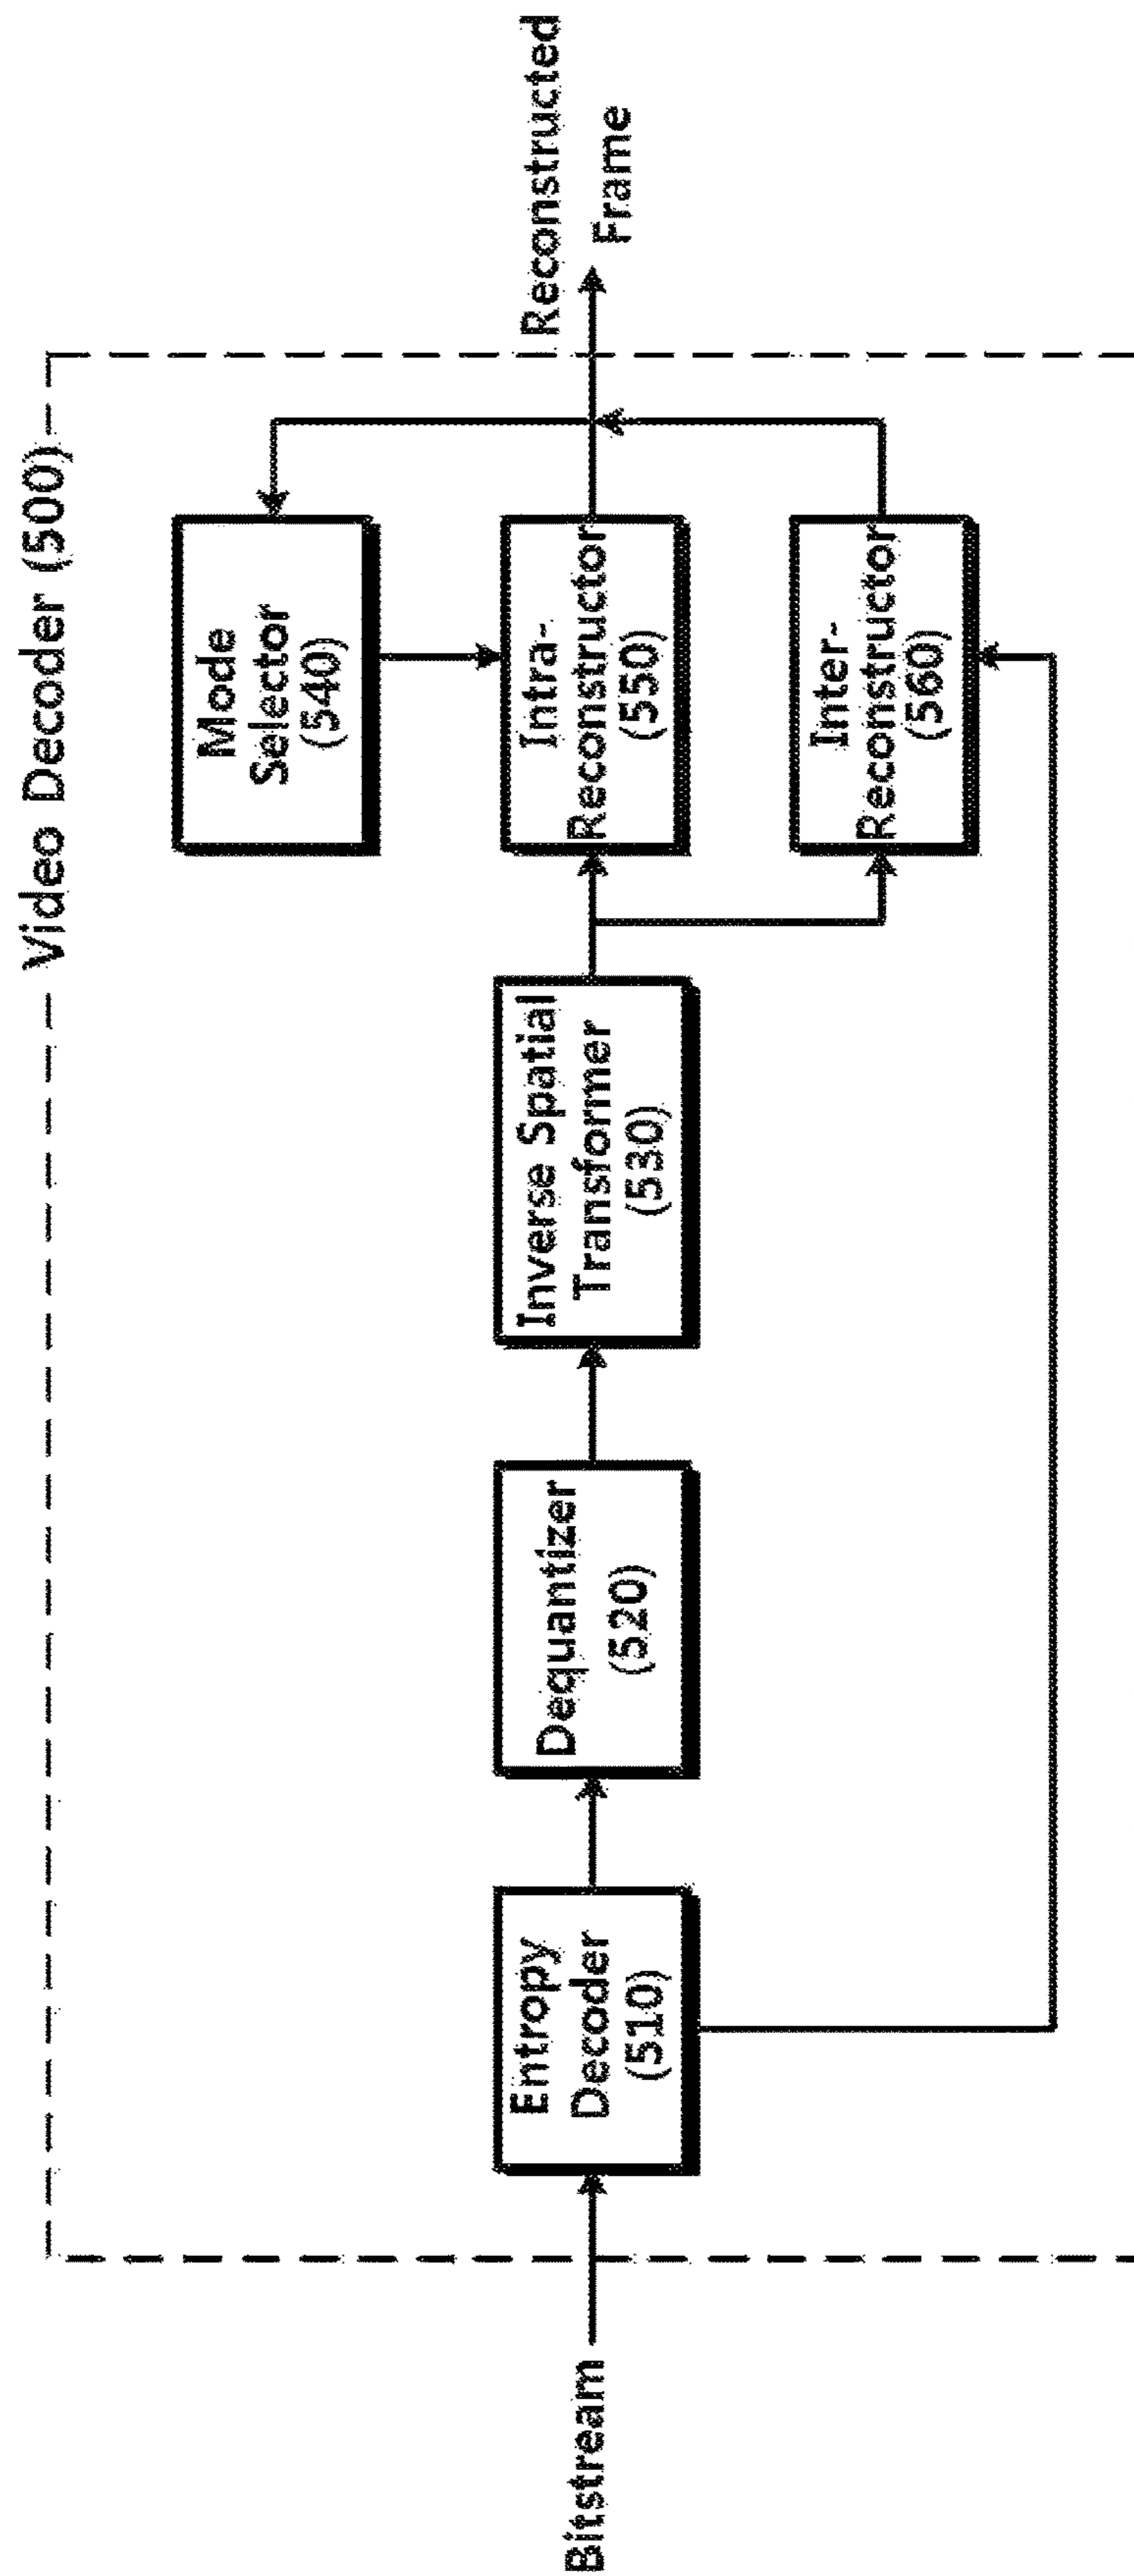 Video Decoder (500)
Bitstream
Entropy
Decoder
(510)
Dequantizer
(520)
Inverse Spatial
Transformer
(530)
Mode
Selector
(540)
Intra-
Reconstructor
(550)
Inter-
Reconstructor
(560)
Reconstructed
Frame